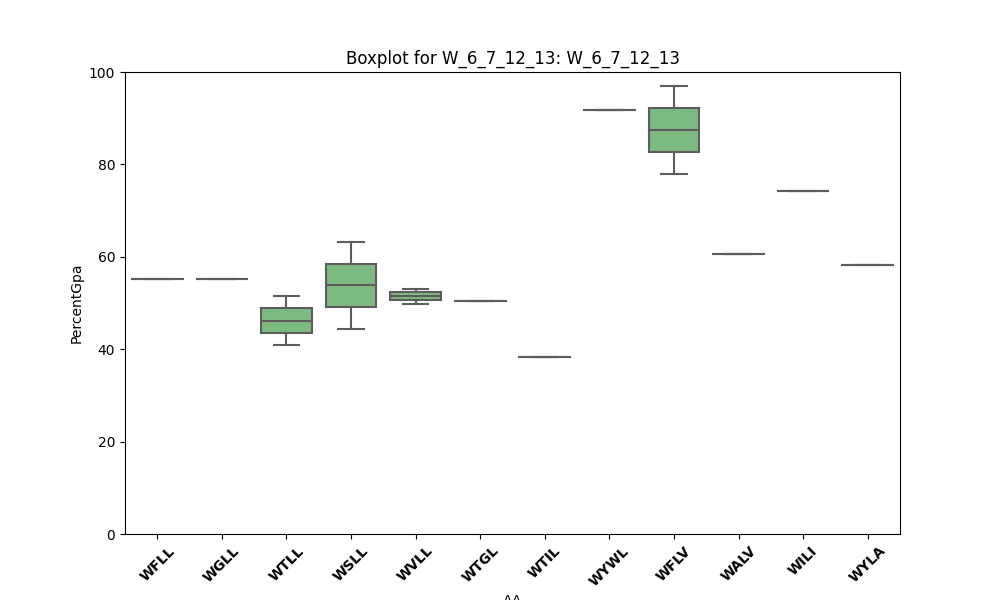 Boxplot for W_6_7_12_13: W_6_7_12_13
PercentGpa
100
80
60
40
20
0
WFLL WGLL WTLL WSLL WVLL WTGL WTIL WYWL WFLV WALV WILI WYLA
AA